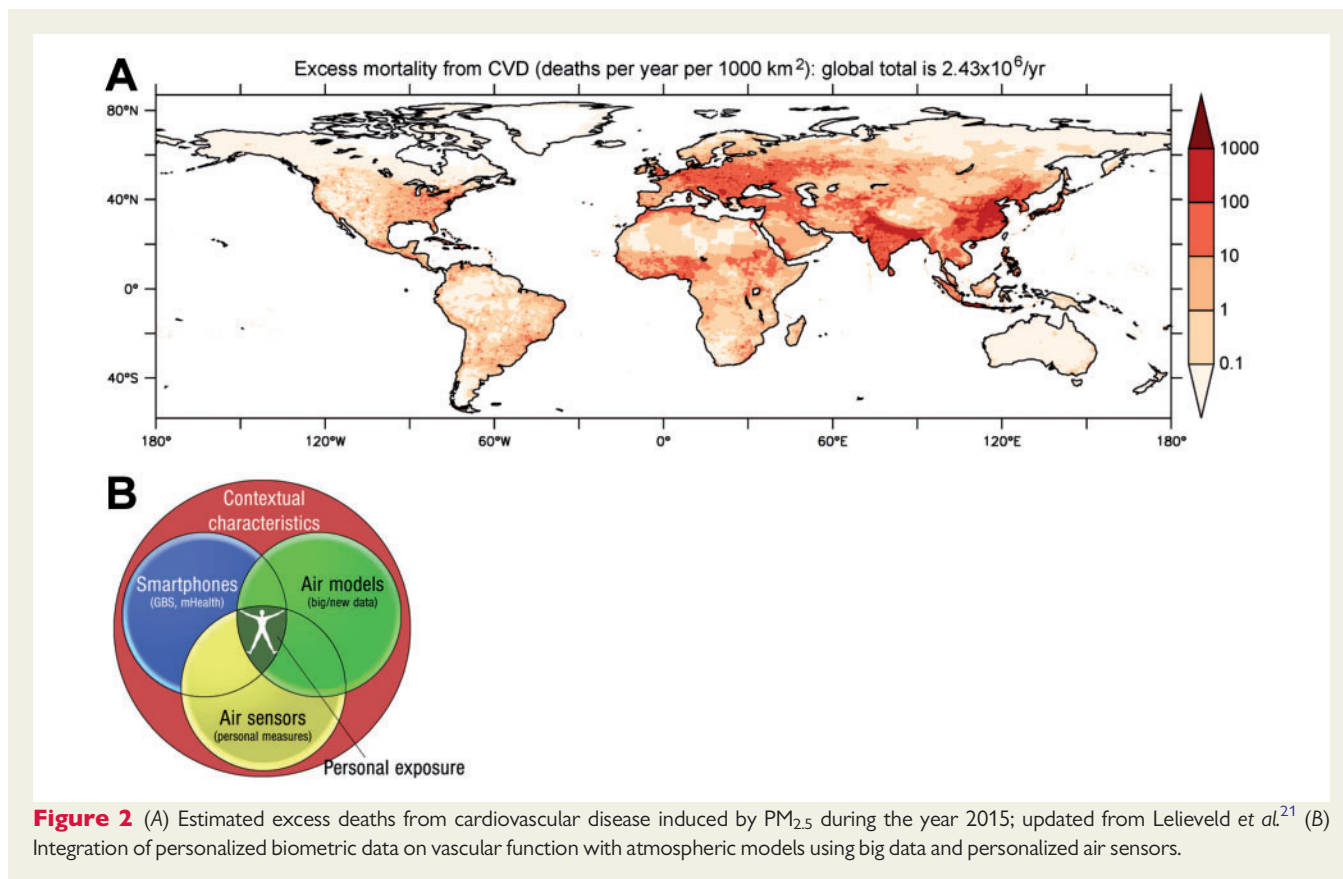 A
Excess mortality from CVD (deaths per year per 1000 km²): global total is 2.43x10⁶/yr
80°N
40°N
0°
40°S
180°
120°W
60°W
0°
60°E
120°E
180°
1000
100
10
1
0.1
B
Contextual
characteristics
Smartphones
(GBS, mHealth)
Air models
(big/new data)
Air sensors
(personal measures)
Personal exposure
Figure 2 (A) Estimated excess deaths from cardiovascular disease induced by PM₂.₅ during the year 2015; updated from Lelieveld et al.²¹ (B)
Integration of personalized biometric data on vascular function with atmospheric models using big data and personalized air sensors.